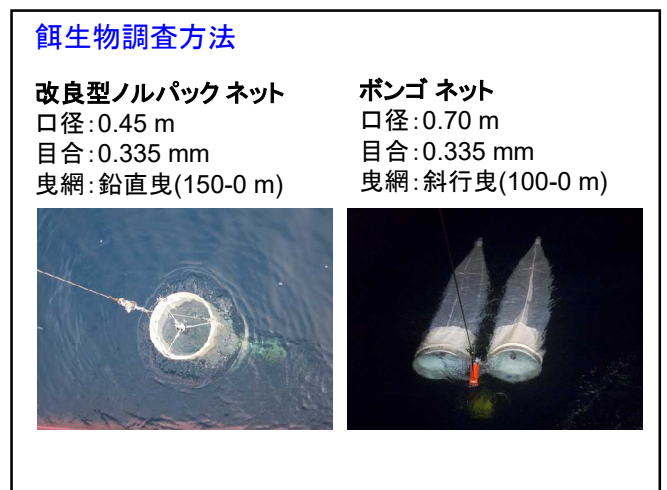 餌生物調査方法
改良型ノルパック ネット
口径：0.45 m
目合：0.335 mm
曳網：鉛直曳(150-0 m)
ボンゴ ネット
口径：0.70 m
目合：0.335 mm
曳網：斜行曳(100-0 m)